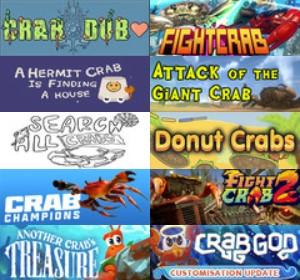 CRAB DUB
FIGHTCRAB
A HERMIT CRAB
IS FINDING
A HOUSE
ATTACK OF THE
GIANT CRAB
SEARCH
ALL
CRABS
DONUT CRABS
CRAB
CHAMPIONS
FIGHT
CRAB 2
ANOTHER CRAB'S
TREASURE
CRAB GOD
CUSTOMISATION UPDATE